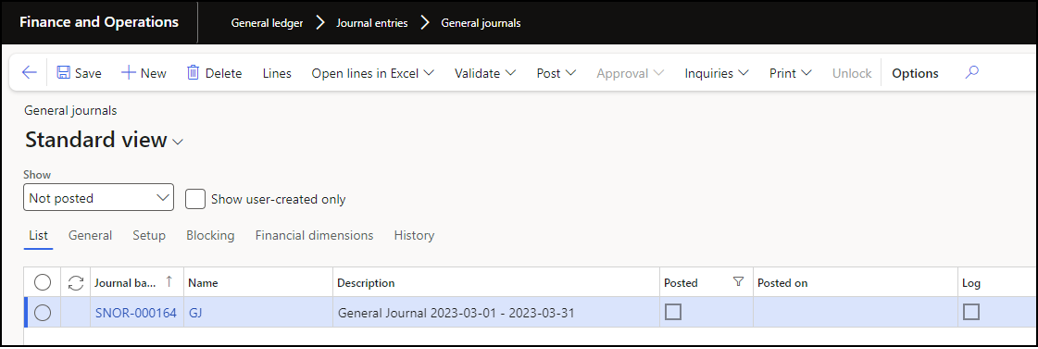 Finance and Operations General ledger Journal entries General journals
Save New Delete Lines Open lines in Excel Validate Post Approval Inquiries Print Unlock Options
General journals
Standard view
Show
Not posted Show user-created only
List General Setup Blocking Financial dimensions History
Journal ba... Name Description Posted Posted on Log
SNOR-000164 GJ General Journal 2023-03-01 - 2023-03-31